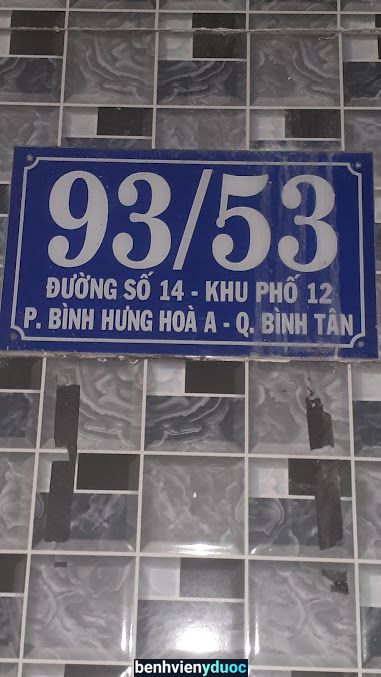 93/53
ĐƯỜNG SỐ 14 - KHU PHỐ 12
P. BÌNH HƯNG HOÀ A - Q. BÌNH TÂN
benhvienyduoc